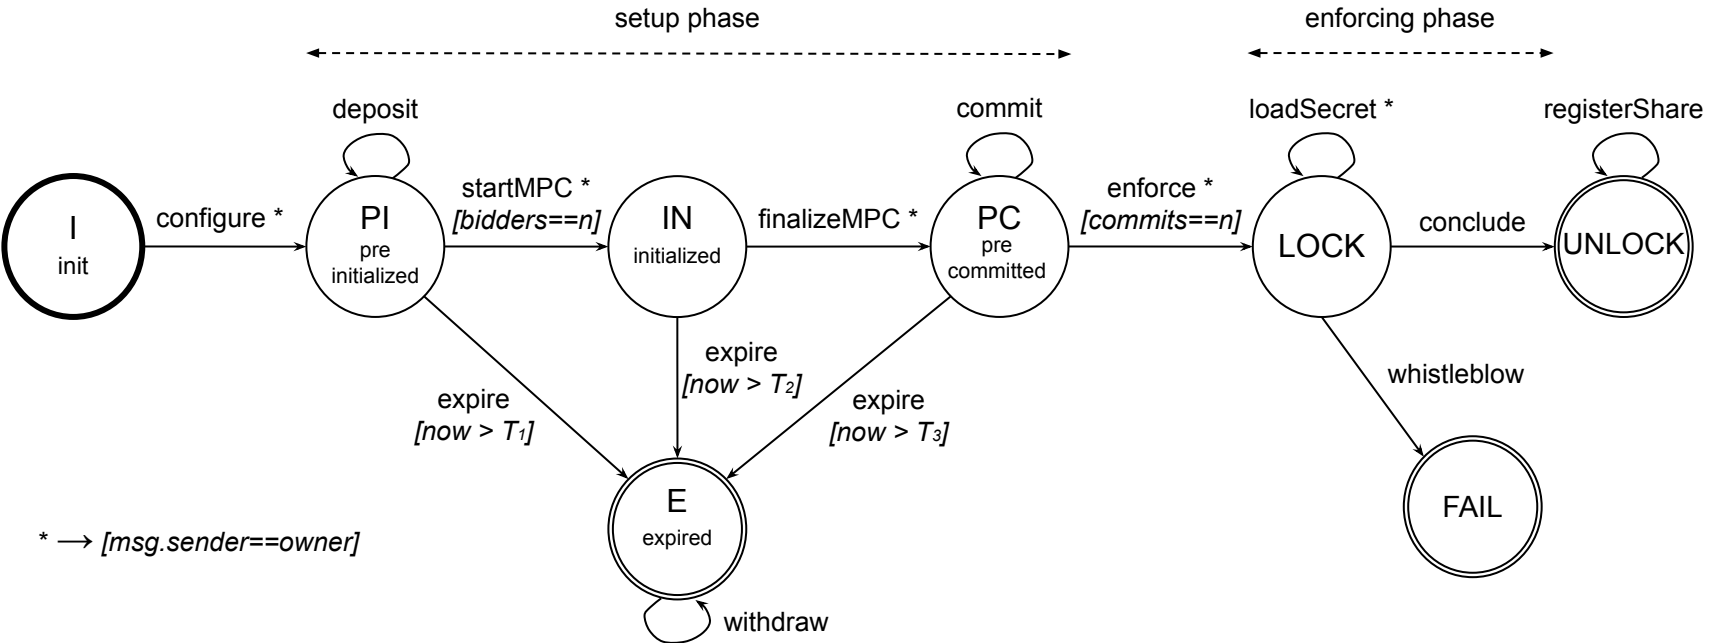 setup phase
enforcing phase
deposit
commit
loadSecret *
registerShare
configure *
startMPC *
[bidders==n]
finalizeMPC *
enforce *
[commits==n]
conclude
I
init
PI
pre
initialized
IN
initialized
PC
pre
committed
LOCK
UNLOCK
expire
[now > T1]
expire
[now > T2]
expire
[now > T3]
whistleblow
E
expired
FAIL
* → [msg.sender==owner]
withdraw